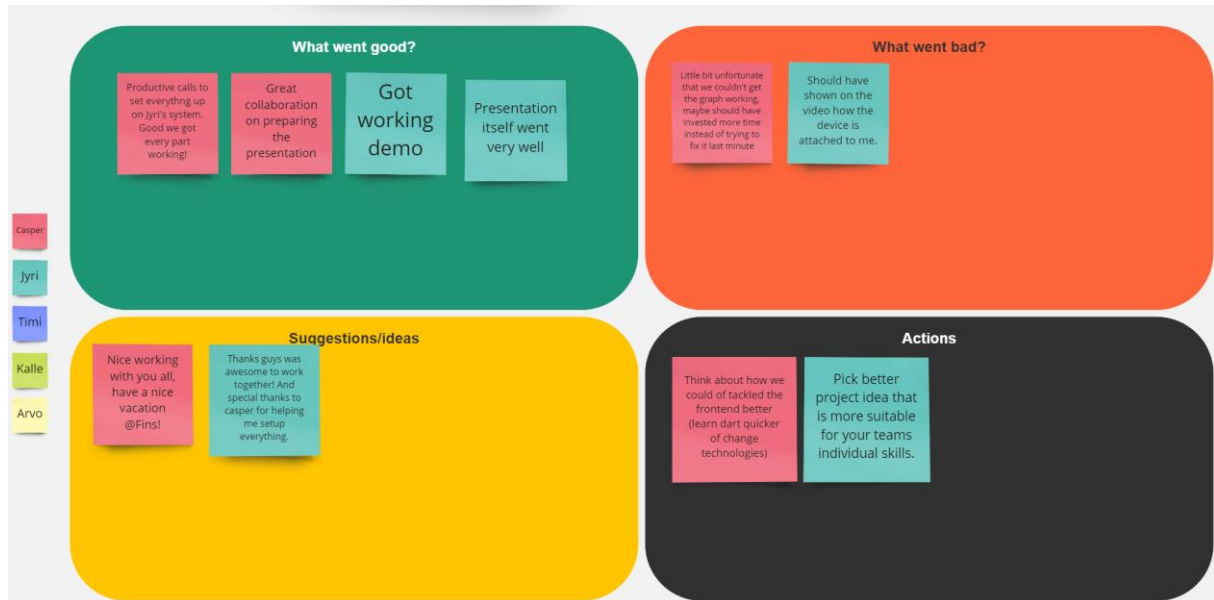 What went good?
Productive calls to
set everythng up
on Jyri's system.
Good we got
every part
working!
Great
collaboration
on preparing
the
presentation
Got
working
demo
Presentation
itself went
very well
What went bad?
Little bit unfortunate
that we couldn't get
the graph working,
maybe should have
invested more time
instead of trying to
fix it last minute
Should have
shown on the
video how the
device is
attached to me.
Casper
Jyri
Timi
Kalle
Arvo
Suggestions/ideas
Nice working
with you all,
have a nice
vacation
@Fins!
Thanks guys was
awesome to work
together! And
special thanks to
casper for helping
me setup
everything.
Actions
Think about how we
could of tackled the
frontend better
(learn dart quicker
of change
technologies)
Pick better
project idea that
is more suitable
for your teams
individual skills.